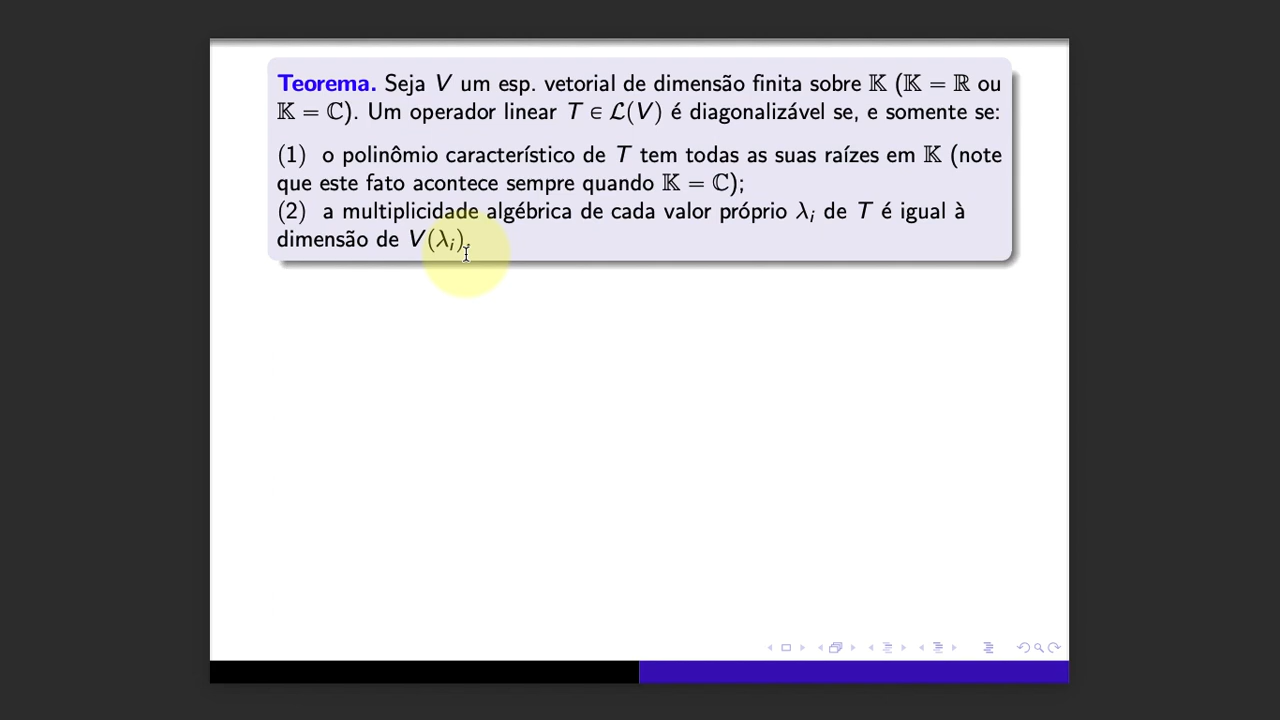 Teorema. Seja V um esp. vetorial de dimensão finita sobre 𝕂 (𝕂 = ℝ ou
𝕂 = ℂ). Um operador linear T ∈ ℒ(V) é diagonalizável se, e somente se:
(1) o polinômio característico de T tem todas as suas raízes em 𝕂 (note
que este fato acontece sempre quando 𝕂 = ℂ);
(2) a multiplicidade algébrica de cada valor próprio λᵢ de T é igual à
dimensão de V(λᵢ).